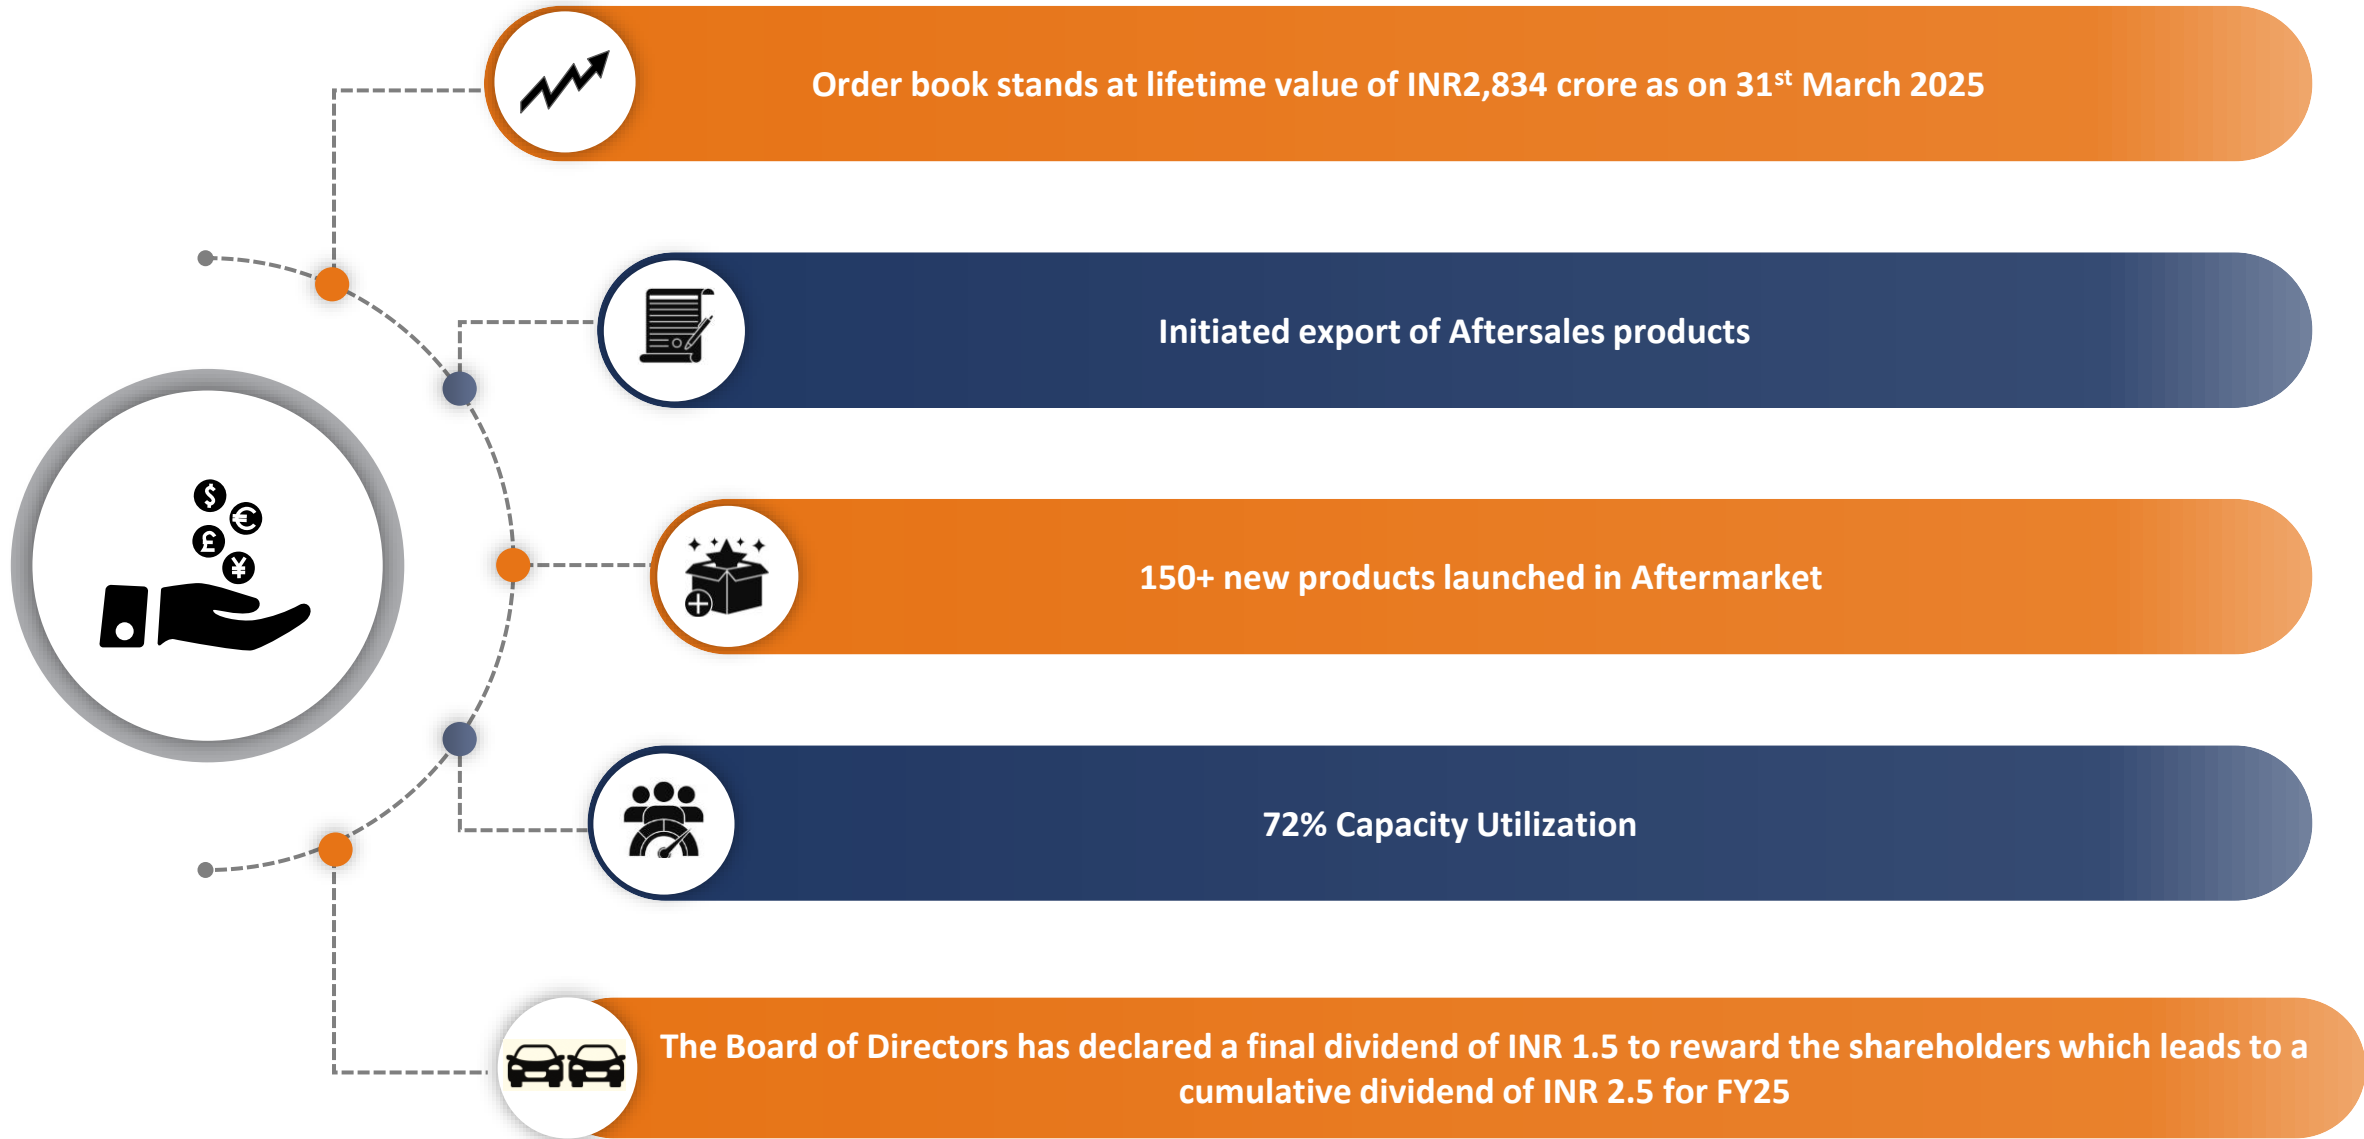 Order book stands at lifetime value of INR2,834 crore as on 31st March 2025
Initiated export of Aftersales products
$
€
£
¥
150+ new products launched in Aftermarket
72% Capacity Utilization
The Board of Directors has declared a final dividend of INR 1.5 to reward the shareholders which leads to a
cumulative dividend of INR 2.5 for FY25